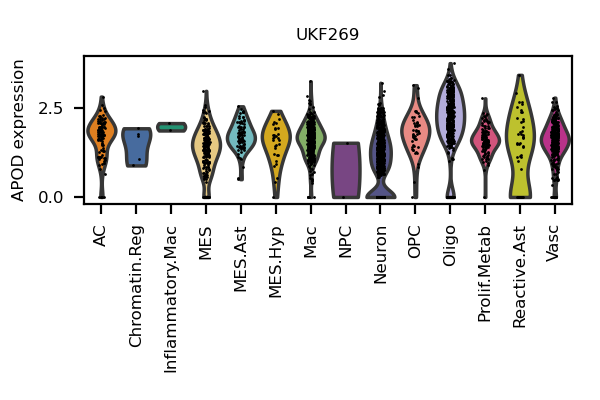 UKF269
APOD expression
2.5
0.0
AC
Chromatin.Reg
Inflammatory.Mac
MES
MES.Ast
MES.Hyp
Mac
NPC
Neuron
OPC
Oligo
Prolif.Metab
Reactive.Ast
Vasc